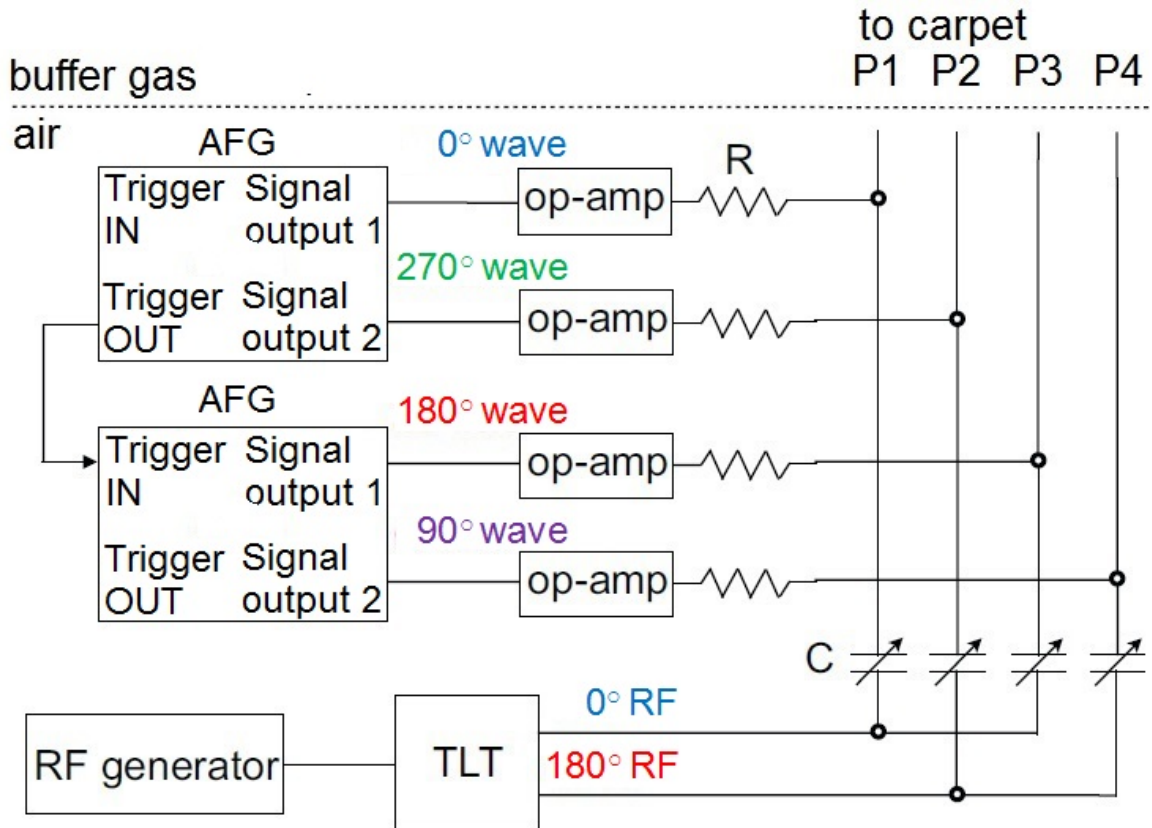 to carpet
buffer gas P1 P2 P3 P4
air
AFG
0° wave
R
Trigger Signal
IN output 1
op-amp
270° wave
Trigger Signal
OUT output 2
op-amp
AFG
180° wave
Trigger Signal
IN output 1
op-amp
90° wave
Trigger Signal
OUT output 2
op-amp
C
0° RF
RF generator
TLT
180° RF